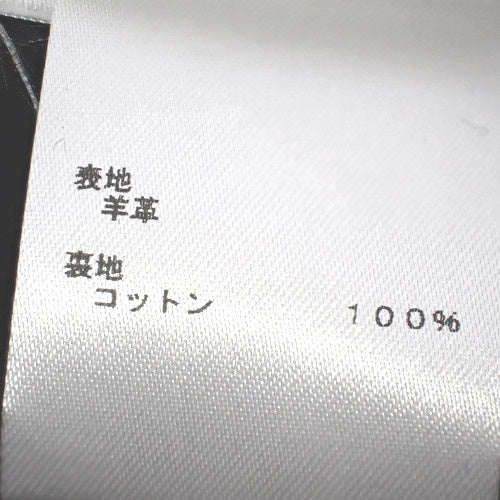 表地
羊革
裏地
コットン 100%